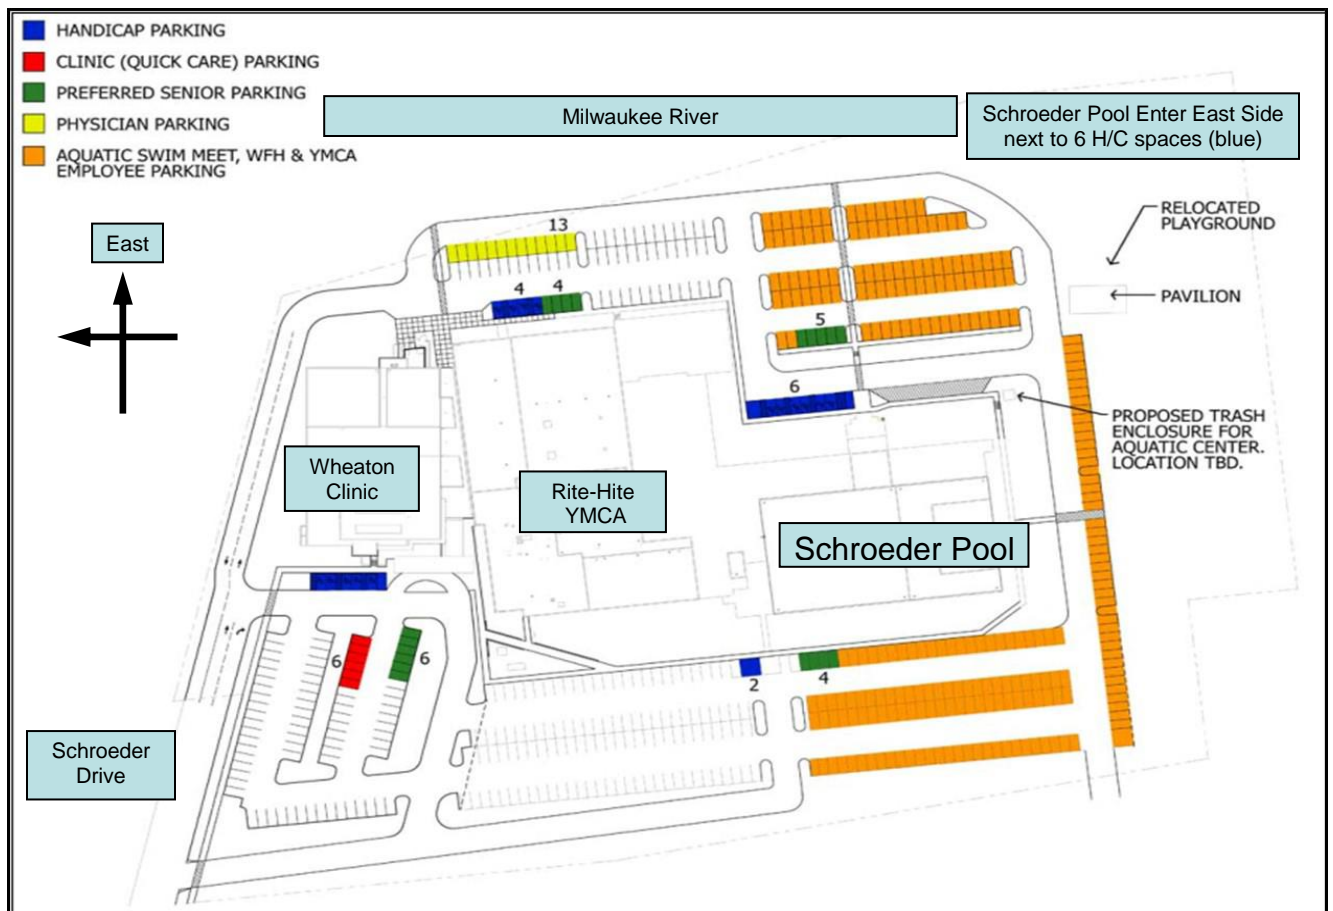 HANDICAP PARKING
CLINIC (QUICK CARE) PARKING
PREFERRED SENIOR PARKING
PHYSICIAN PARKING
AQUATIC SWIM MEET, WFH & YMCA
EMPLOYEE PARKING
Milwaukee River
Schroeder Pool Enter East Side
next to 6 H/C spaces (blue)
East
RELOCATED
PLAYGROUND
PAVILION
13
4
4
5
6
PROPOSED TRASH
ENCLOSURE FOR
AQUATIC CENTER.
LOCATION TBD.
Wheaton
Clinic
Rite-Hite
YMCA
Schroeder Pool
6
6
2
4
Schroeder
Drive